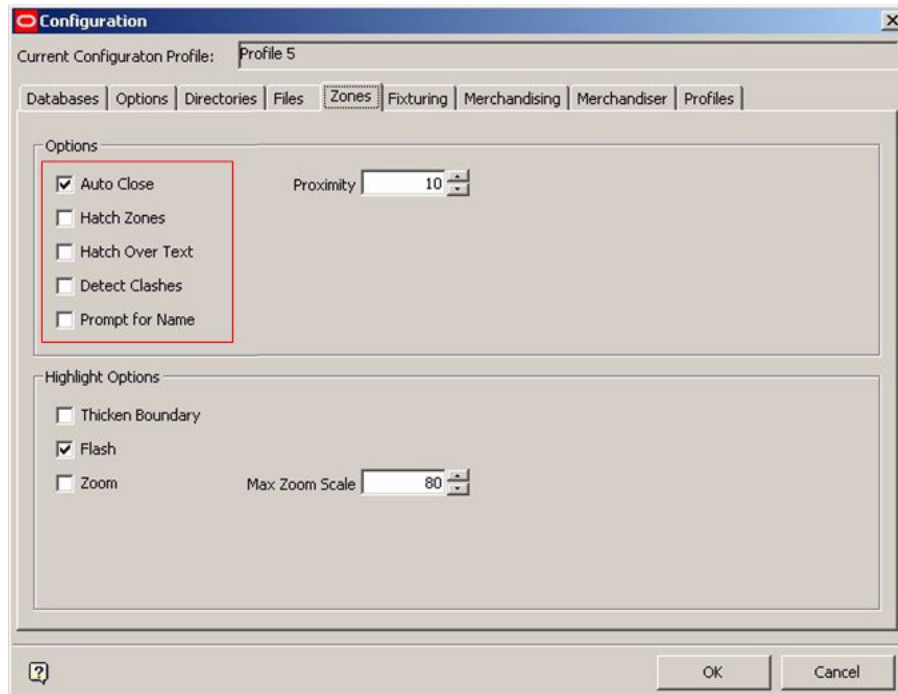 Configuration
Current Configuraton Profile: Profile 5
Databases Options Directories Files Zones Fixturing Merchandising Merchandiser Profiles
Options
Auto Close Proximity 10
Hatch Zones
Hatch Over Text
Detect Clashes
Prompt for Name
Highlight Options
Thicken Boundary
Flash
Zoom Max Zoom Scale 80
OK Cancel